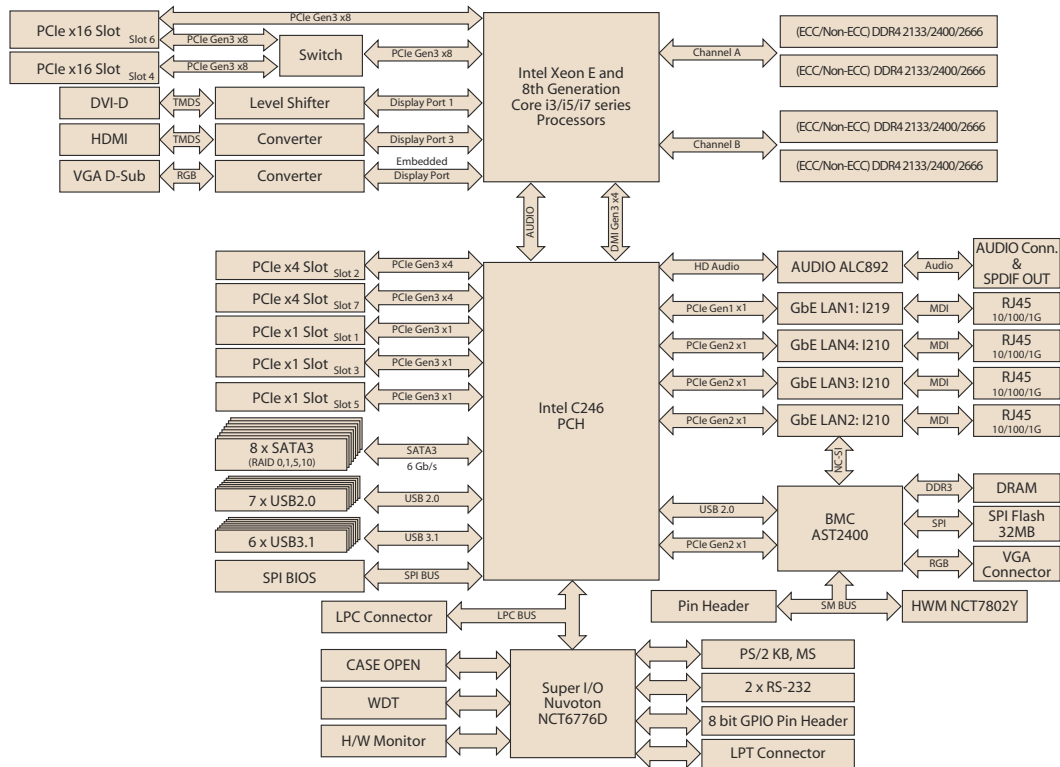 PCIe x16 Slot
Slot 6
PCIe Gen3 x8
PCIe Gen3 x8
Switch
PCIe Gen3 x8
PCIe x16 Slot
Slot 4
PCIe Gen3 x8
DVI-D
TMDS
Level Shifter
Display Port 1
HDMI
TMDS
Converter
Display Port 3
VGA D-Sub
RGB
Converter
Embedded
Display Port
Intel Xeon E and
8th Generation
Core i3/i5/i7 series
Processors
Channel A
(ECC/Non-ECC) DDR4 2133/2400/2666
(ECC/Non-ECC) DDR4 2133/2400/2666
Channel B
(ECC/Non-ECC) DDR4 2133/2400/2666
(ECC/Non-ECC) DDR4 2133/2400/2666
AUDIO
DMI Gen3 x4
PCIe x4 Slot
Slot 2
PCIe Gen3 x4
PCIe x4 Slot
Slot 7
PCIe Gen3 x4
PCIe x1 Slot
Slot 1
PCIe Gen3 x1
PCIe x1 Slot
Slot 3
PCIe Gen3 x1
PCIe x1 Slot
Slot 5
PCIe Gen3 x1
8 x SATA3
(RAID 0,1,5,10)
SATA3
6 Gb/s
7 x USB2.0
USB 2.0
6 x USB3.1
USB 3.1
SPI BIOS
SPI BUS
Intel C246
PCH
HD Audio
AUDIO ALC892
Audio
AUDIO Conn.
&
SPDIF OUT
PCIe Gen1 x1
GbE LAN1: I219
MDI
RJ45
10/100/1G
PCIe Gen2 x1
GbE LAN4: I210
MDI
RJ45
10/100/1G
PCIe Gen2 x1
GbE LAN3: I210
MDI
RJ45
10/100/1G
PCIe Gen2 x1
GbE LAN2: I210
MDI
RJ45
10/100/1G
NC-SI
USB 2.0
PCIe Gen2 x1
BMC
AST2400
DDR3
DRAM
SPI
SPI Flash
32MB
RGB
VGA
Connector
Pin Header
SM BUS
HWM NCT7802Y
LPC Connector
LPC BUS
CASE OPEN
WDT
H/W Monitor
Super I/O
Nuvoton
NCT6776D
PS/2 KB, MS
2 x RS-232
8 bit GPIO Pin Header
LPT Connector